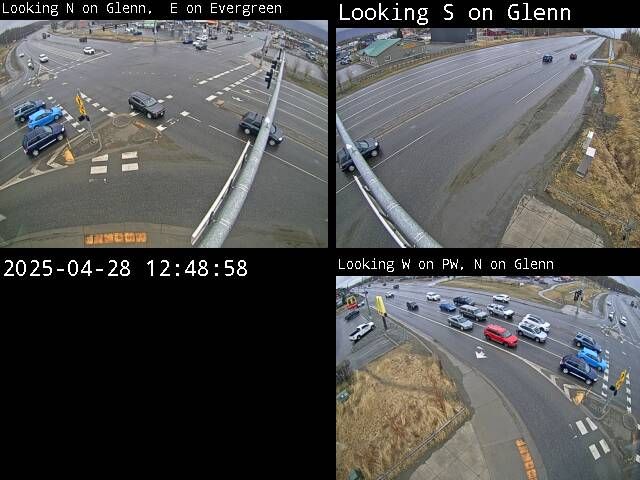 Looking N on Glenn, E on Evergreen
Looking S on Glenn
2025-04-28 12:48:58
Looking W on PW, N on Glenn